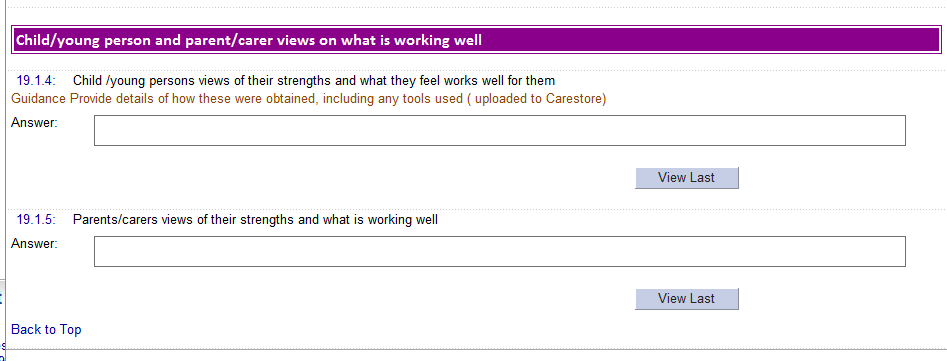 Child/young person and parent/carer views on what is working well
19.1.4: Child /young persons views of their strengths and what they feel works well for them
Guidance Provide details of how these were obtained, including any tools used ( uploaded to Carestore)
Answer:
View Last
19.1.5: Parents/carers views of their strengths and what is working well
Answer:
View Last
Back to Top